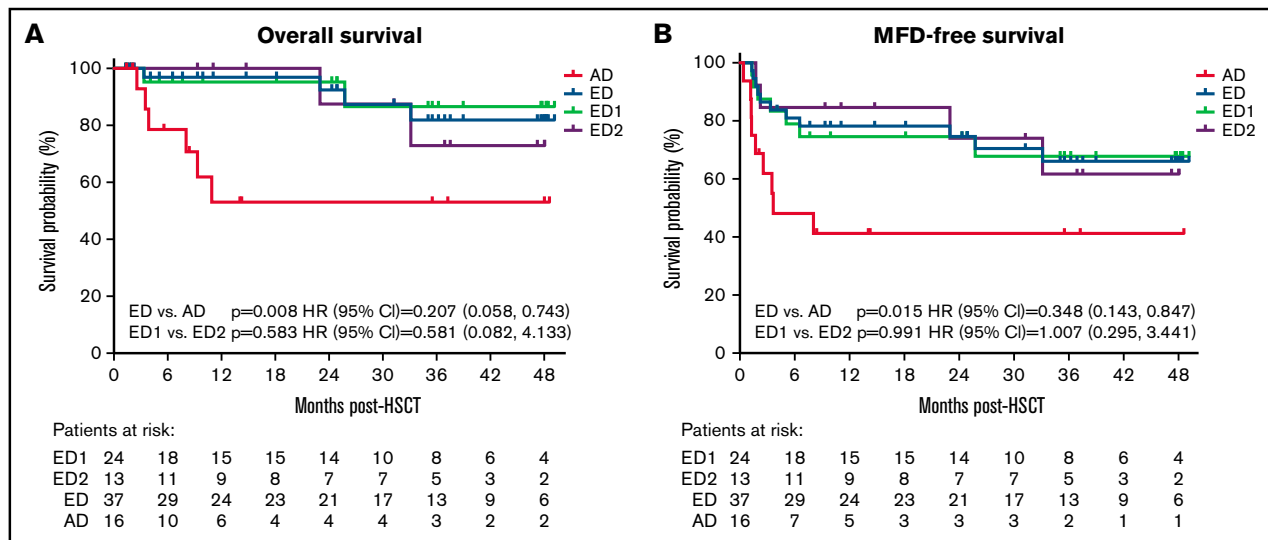 A
Overall survival
100
80
60
40
20
0
Survival probability (%)
AD
ED
ED1
ED2
ED vs. AD p=0.008 HR (95% CI)=0.207 (0.058, 0.743)
ED1 vs. ED2 p=0.583 HR (95% CI)=0.581 (0.082, 4.133)
0 6 12 18 24 30 36 42 48
Months post-HSCT
Patients at risk:
ED1 24 18 15 15 14 10 8 6 4
ED2 13 11 9 8 7 7 5 3 2
ED 37 29 24 23 21 17 13 9 6
AD 16 10 6 4 4 4 3 2 2
B
MFD-free survival
100
80
60
40
20
0
Survival probability (%)
AD
ED
ED1
ED2
ED vs. AD p=0.015 HR (95% CI)=0.348 (0.143, 0.847)
ED1 vs. ED2 p=0.991 HR (95% CI)=1.007 (0.295, 3.441)
0 6 12 18 24 30 36 42 48
Months post-HSCT
Patients at risk:
ED1 24 18 15 15 14 10 8 6 4
ED2 13 11 9 8 7 7 5 3 2
ED 37 29 24 23 21 17 13 9 6
AD 16 7 5 3 3 3 2 1 1